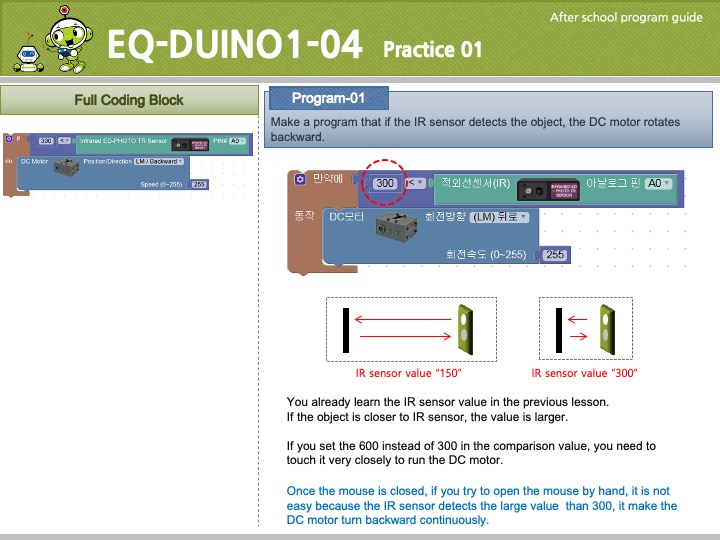 After school program guide
EQ-DUINO1-04 Practice 01
Full Coding Block
if 300 < Infrared ED-PHOTO TR Sensor PIN# A0
do DC Motor Position/Direction LM / Backward
Speed (0~255) 255
Program-01
Make a program that if the IR sensor detects the object, the DC motor rotates
backward.
만약에 300 < 적외선센서(IR) INFRARED ED PHOTO TR SENSOR 아날로그 핀 A0
동작 DC모터 회전방향 (LM) 뒤로
회전속도 (0~255) 255
IR sensor value "150"
IR sensor value "300"
You already learn the IR sensor value in the previous lesson.
If the object is closer to IR sensor, the value is larger.
If you set the 600 instead of 300 in the comparison value, you need to
touch it very closely to run the DC motor.
Once the mouse is closed, if you try to open the mouse by hand, it is not
easy because the IR sensor detects the large value than 300, it make the
DC motor turn backward continuously.